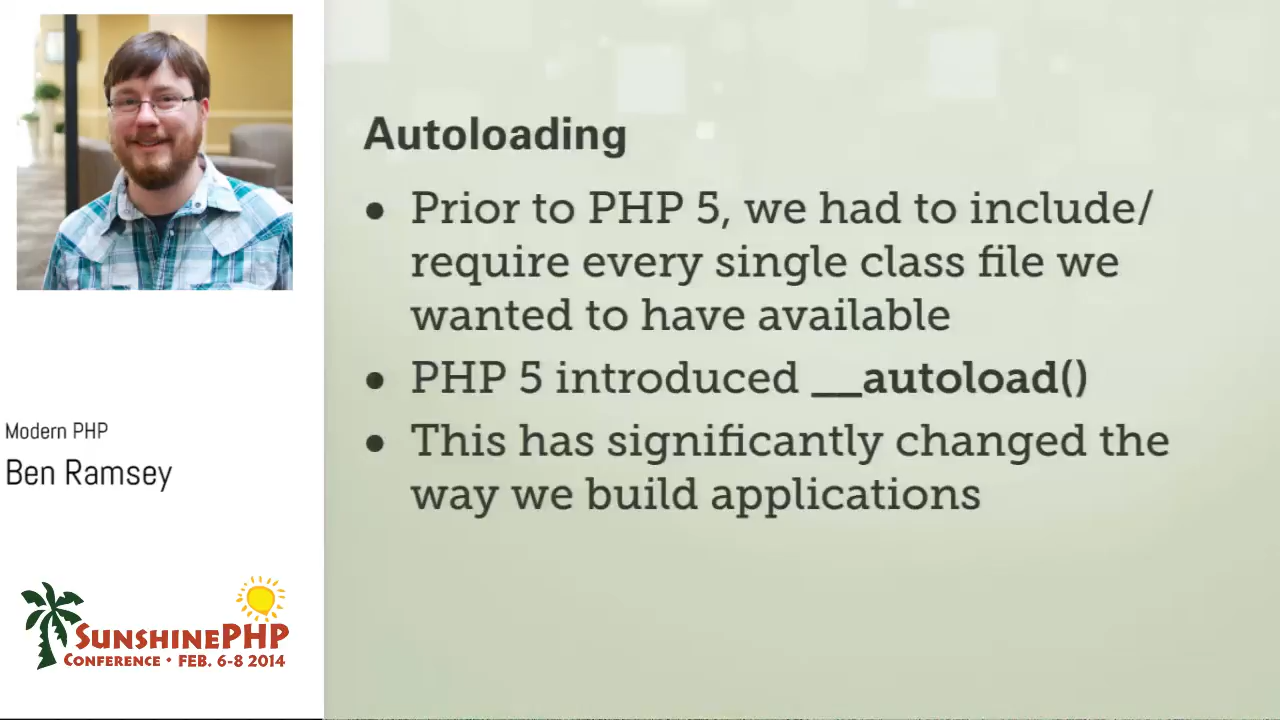 Autoloading
• Prior to PHP 5, we had to include/
require every single class file we
wanted to have available
• PHP 5 introduced __autoload()
• This has significantly changed the
way we build applications
Modern PHP
Ben Ramsey
SUNSHINEPHP
CONFERENCE • FEB. 6-8 2014